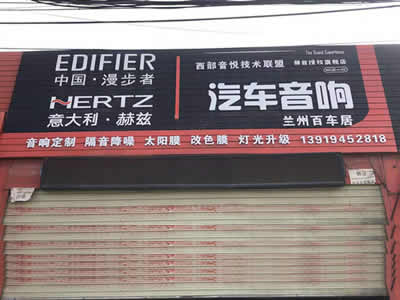 EDIFIER
中国·漫步者
HERTZ
意大利·赫兹
西部音悦技术联盟
汽车音响
兰州百车居
音响定制 隔音降噪 太阳膜 改色膜 灯光升级 13919452818